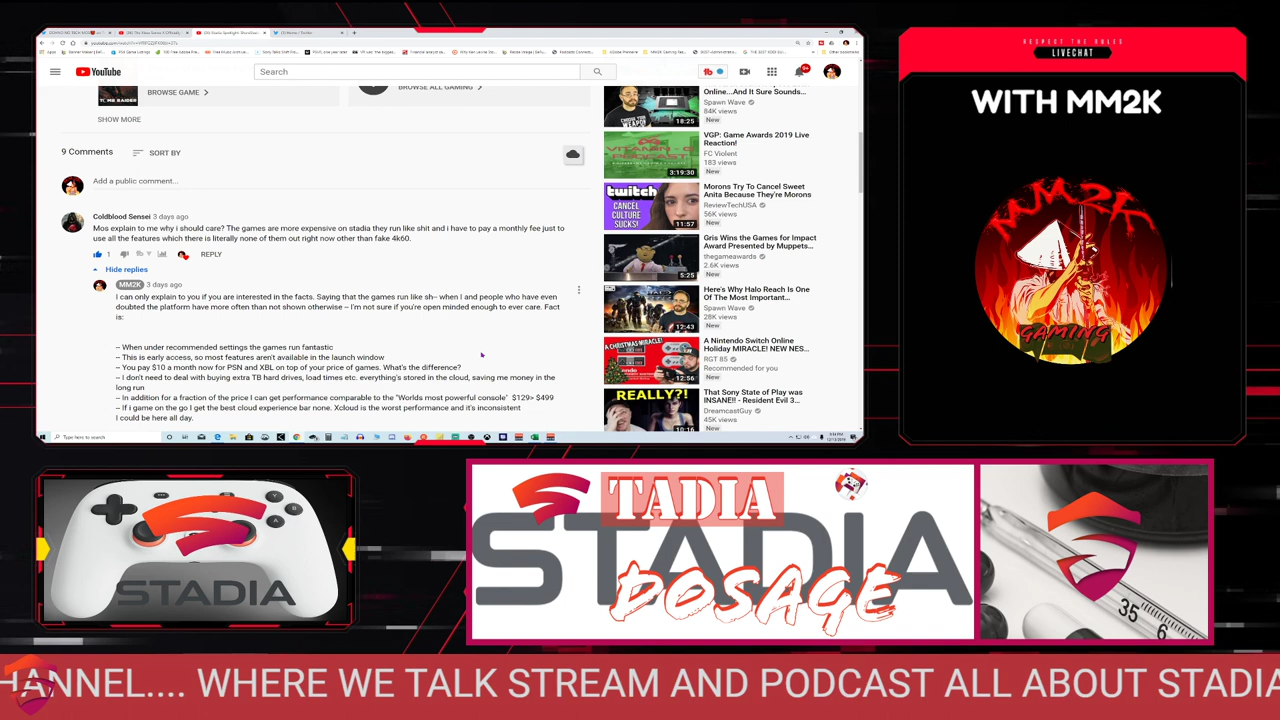 YouTube
Search
9+
BROWSE GAME
BROWSE ALL GAMING
SHOW MORE
9 Comments
SORT BY
Add a public comment...
Coldblood Sensei 3 days ago
Mos explain to me why i should care? The games are more expensive on stadia they run like shit and i have to pay a monthly fee just to
use all the features which there is literally none of them out right now other than fake 4k60.
1
REPLY
Hide replies
MM2K 3 days ago
I can only explain to you if you are interested in the facts. Saying that the games run like sh-- when I and people who have even
doubted the platform have more often than not shown otherwise -- I'm not sure if you're open minded enough to ever care. Fact
is:
-- When under recommended settings the games run fantastic
-- This is early access, so most features aren't available in the launch window
-- You pay $10 a month now for PSN and XBL on top of your price of games. What's the difference?
-- I don't need to deal with buying extra TB hard drives, load times etc. everything's stored in the cloud, saving me money in the
long run
-- In addition for a fraction of the price I can get performance comparable to the "Worlds most powerful console" $129> $499
-- If i game on the go I get the best cloud experience bar none. Xcloud is the worst performance and it's inconsistent
I could be here all day.
Online...And It Sure Sounds...
Spawn Wave
84K views
New
18:25
VGP: Game Awards 2019 Live
Reaction!
FC Violent
183 views
New
VITAMIN - G
PODCAST
3:19:30
Morons Try To Cancel Sweet
Anita Because They're Morons
ReviewTechUSA
56K views
New
twitch
CANCEL
CULTURE
SUCKS!
11:57
Gris Wins the Games for Impact
Award Presented by Muppets...
thegameawards
2.6K views
New
5:25
Here's Why Halo Reach Is One
Of The Most Important...
Spawn Wave
28K views
New
12:43
A Nintendo Switch Online
Holiday MIRACLE! NEW NES...
RGT 85
Recommended for you
A CHRISTMAS MIRACLE!
12:56
That Sony State of Play was
INSANE!! - Resident Evil 3...
DreamcastGuy
45K views
New
REALLY?!
10:16
Type here to search
RESPECT THE RULES
LIVECHAT
WITH MM2K
MM2K
GAMING
STADIA
TADIA
STADIA
DOSAGE
35
6
HANNEL.... WHERE WE TALK STREAM AND PODCAST ALL ABOUT STADIA